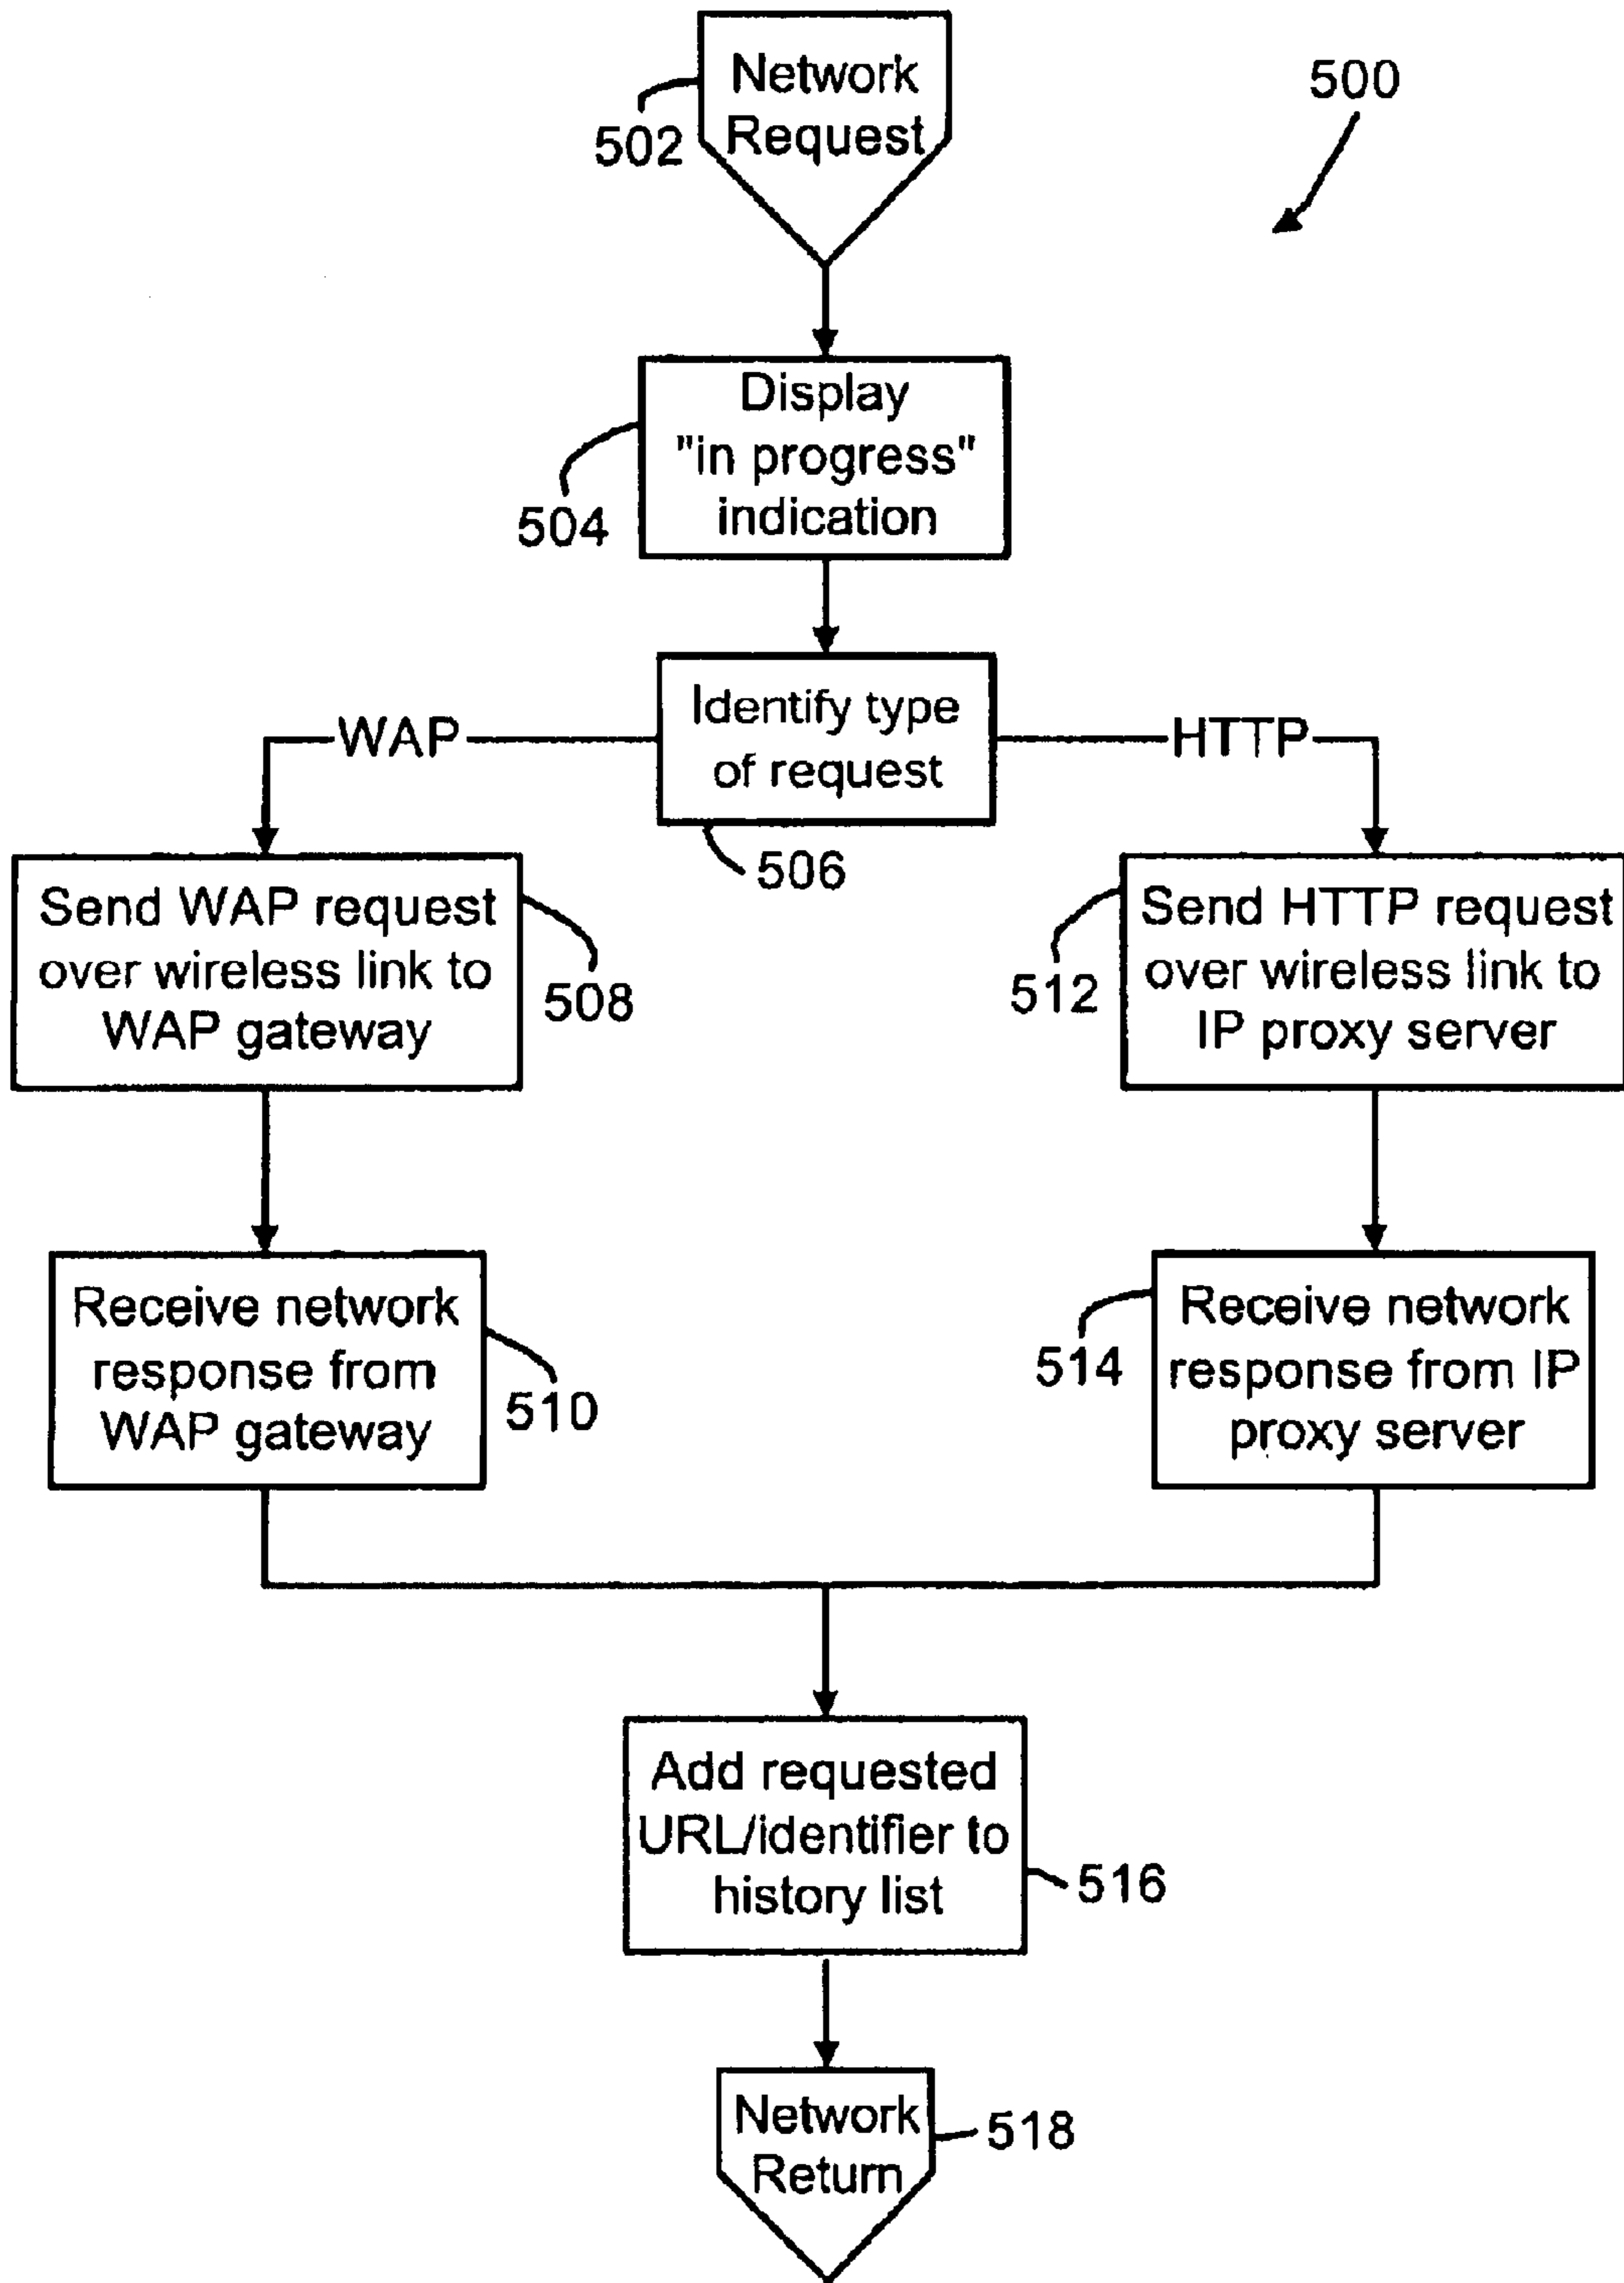 Network
Request
502
500
Display
"in progress"
indication
504
Identify type
of request
506
WAP
HTTP
Send WAP request
over wireless link to
WAP gateway
508
Send HTTP request
over wireless link to
IP proxy server
512
Receive network
response from
WAP gateway
510
Receive network
response from IP
proxy server
514
Add requested
URL/identifier to
history list
516
Network
Return
518